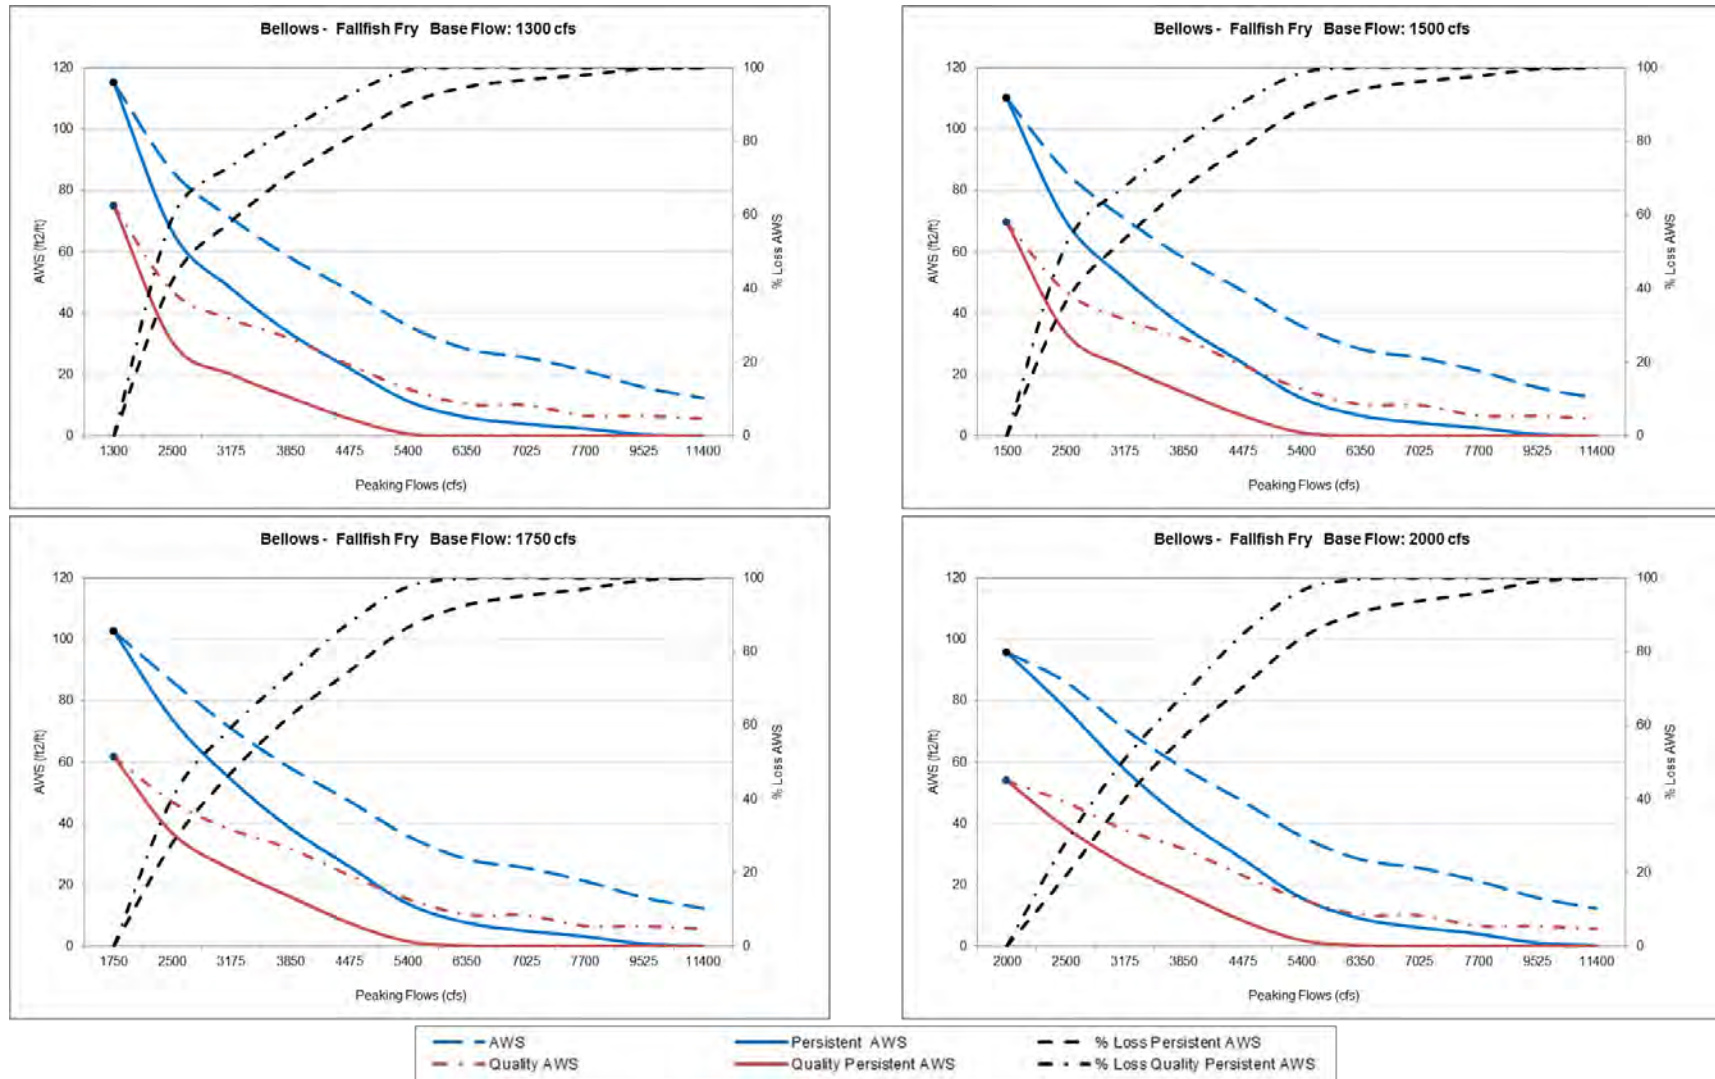 Bellows - Fallfish Fry Base Flow: 1300 cfs
120
100
80
60
40
20
0
AWS (ft2/ft)
100
80
60
40
20
0
% Loss AWS
1300 2500 3175 3850 4475 5400 6350 7025 7700 9525 11400
Peaking Flows (cfs)
Bellows - Fallfish Fry Base Flow: 1500 cfs
120
100
80
60
40
20
0
AWS (ft2/ft)
100
80
60
40
20
0
% Loss AWS
1500 2500 3175 3850 4475 5400 6350 7025 7700 9525 11400
Peaking Flows (cfs)
Bellows - Fallfish Fry Base Flow: 1750 cfs
120
100
80
60
40
20
0
AWS (ft2/ft)
100
80
60
40
20
0
% Loss AWS
1750 2500 3175 3850 4475 5400 6350 7025 7700 9525 11400
Peaking Flows (cfs)
Bellows - Fallfish Fry Base Flow: 2000 cfs
120
100
80
60
40
20
0
AWS (ft2/ft)
100
80
60
40
20
0
% Loss AWS
2000 2500 3175 3850 4475 5400 6350 7025 7700 9525 11400
Peaking Flows (cfs)
AWS Persistent AWS % Loss Persistent AWS
Quality AWS Quality Persistent AWS % Loss Quality Persistent AWS